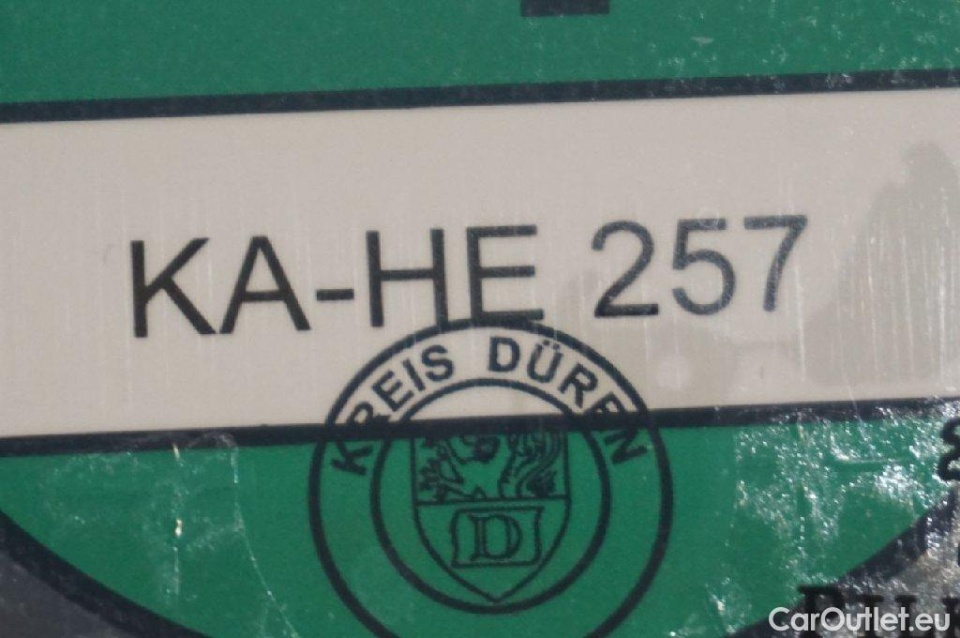 KA-HE 257
KREIS DÜREN
D
CarOutlet.eu